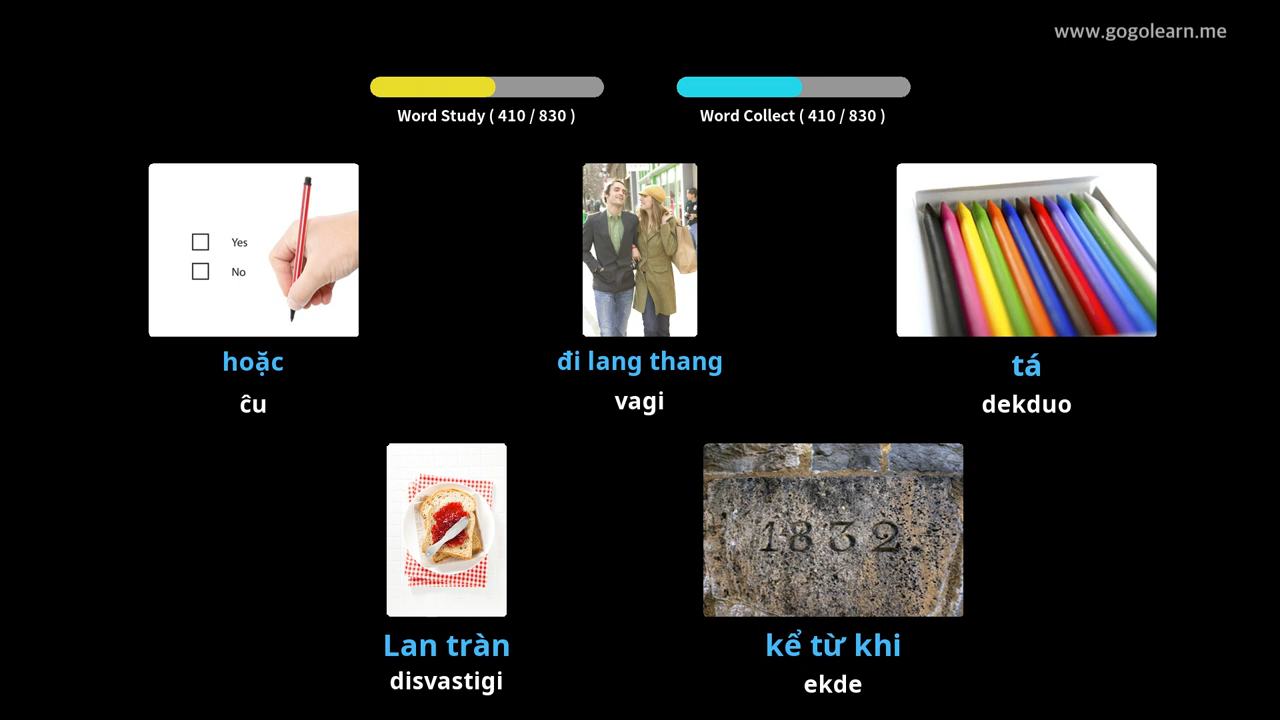 www.gogolearn.me
Word Study ( 410 / 830 )
Word Collect ( 410 / 830 )
Yes
No
hoặc
ĉu
đi lang thang
vagi
tá
dekduo
Lan tràn
disvastigi
1832.
kể từ khi
ekde